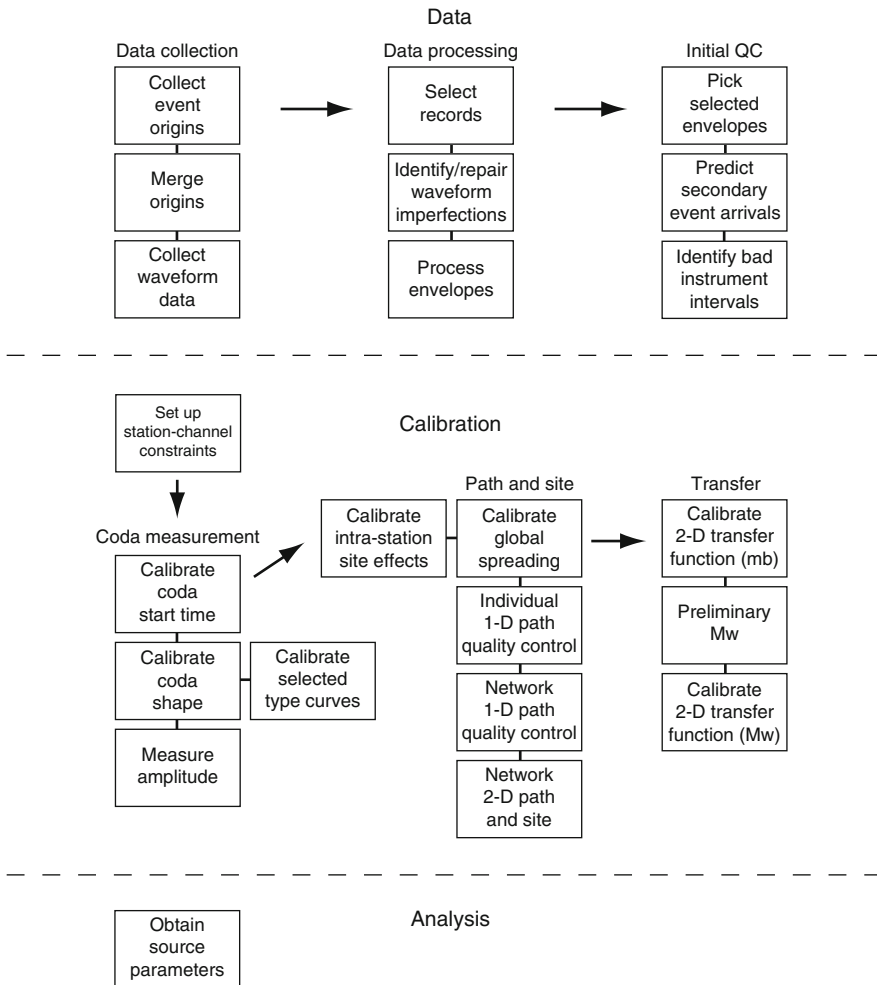 Data
Data collection
Collect
event
origins
Merge
origins
Collect
waveform
data
Data processing
Select
records
Identify/repair
waveform
imperfections
Process
envelopes
Initial QC
Pick
selected
envelopes
Predict
secondary
event arrivals
Identify bad
instrument
intervals
Calibration
Set up
station-channel
constraints
Coda measurement
Calibrate
coda
start time
Calibrate
coda
shape
Calibrate
selected
type curves
Measure
amplitude
Calibrate
intra-station
site effects
Path and site
Calibrate
global
spreading
Individual
1-D path
quality control
Network
1-D path
quality control
Network
2-D path
and site
Transfer
Calibrate
2-D transfer
function (mb)
Preliminary
Mw
Calibrate
2-D transfer
function (Mw)
Analysis
Obtain
source
parameters